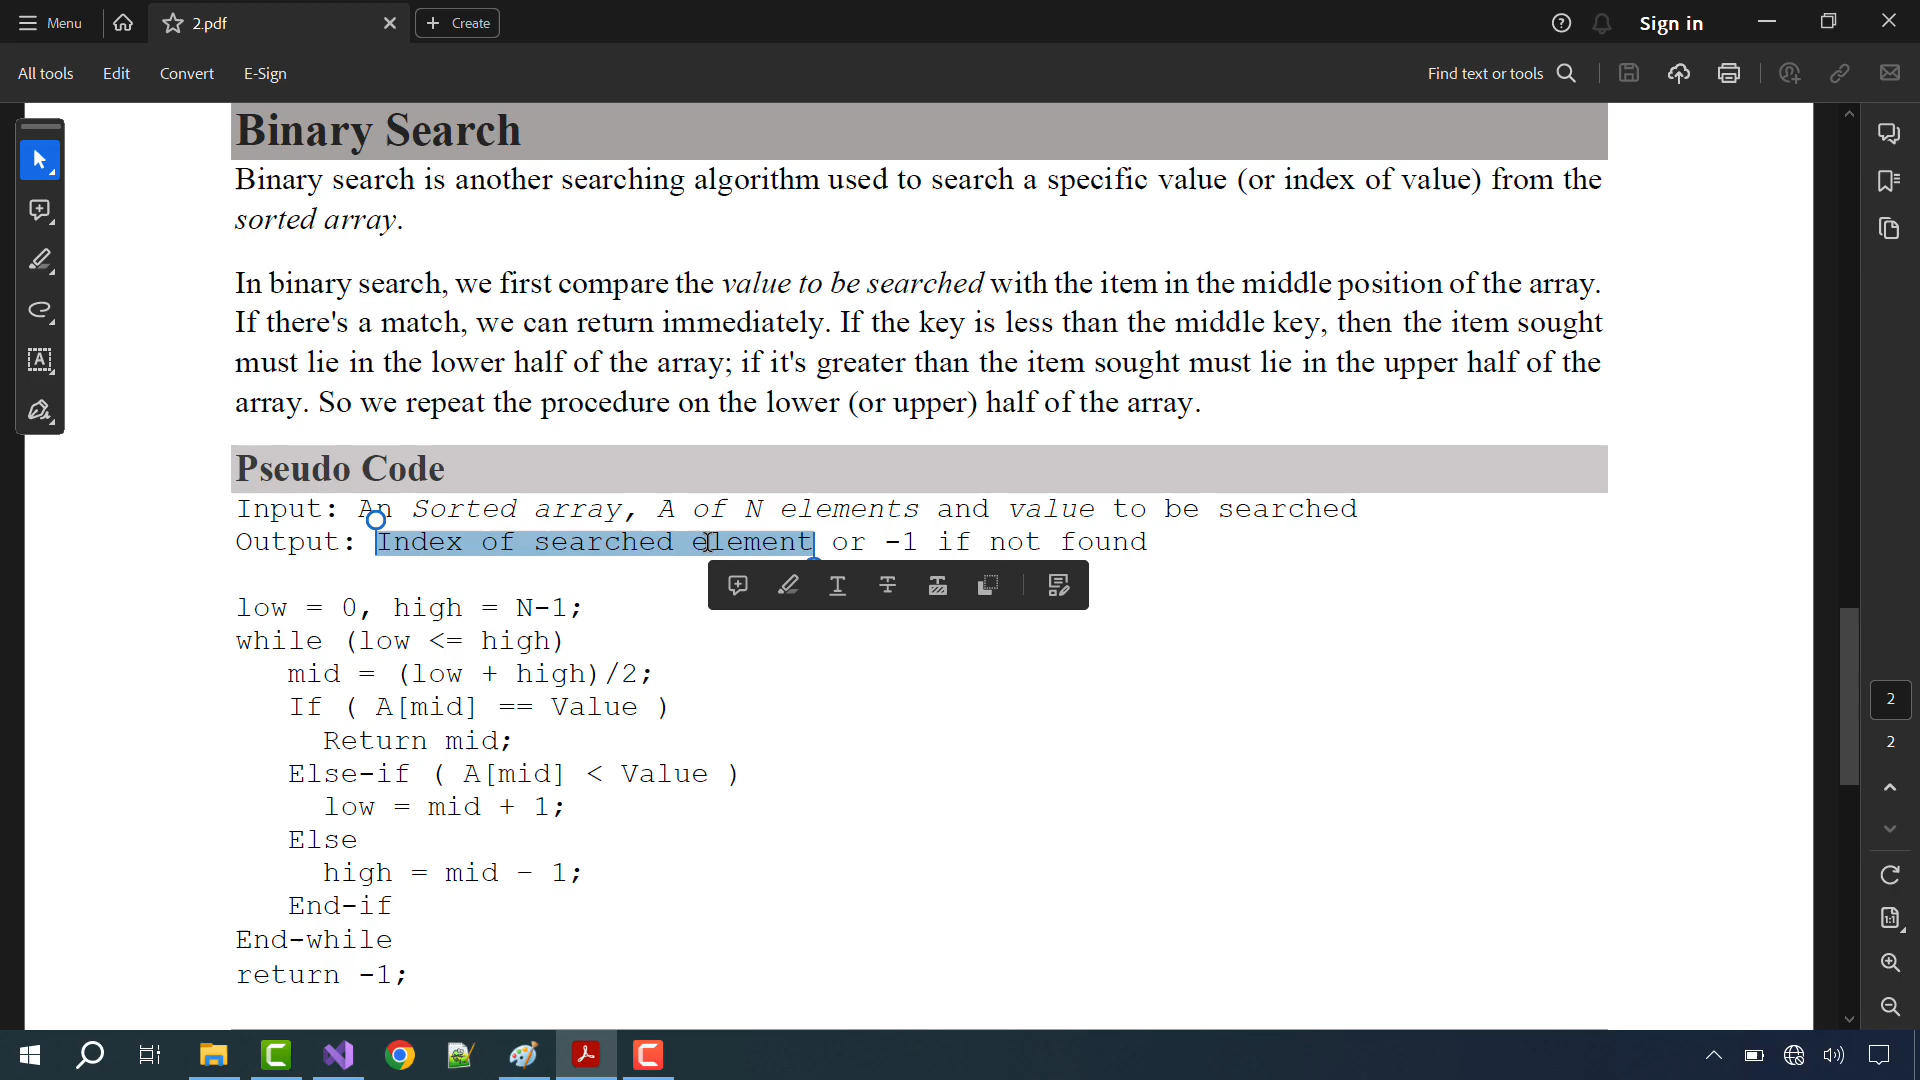 Menu
2.pdf
Create
Sign in
All tools
Edit
Convert
E-Sign
Find text or tools
Binary Search
Binary search is another searching algorithm used to search a specific value (or index of value) from the
sorted array.
In binary search, we first compare the value to be searched with the item in the middle position of the array.
If there's a match, we can return immediately. If the key is less than the middle key, then the item sought
must lie in the lower half of the array; if it's greater than the item sought must lie in the upper half of the
array. So we repeat the procedure on the lower (or upper) half of the array.
Pseudo Code
Input: An Sorted array, A of N elements and value to be searched
Output: Index of searched element or -1 if not found
low = 0, high = N-1;
while (low <= high)
mid = (low + high)/2;
If ( A[mid] == Value )
Return mid;
Else-if ( A[mid] < Value )
low = mid + 1;
Else
high = mid – 1;
End-if
End-while
return -1;
2
2